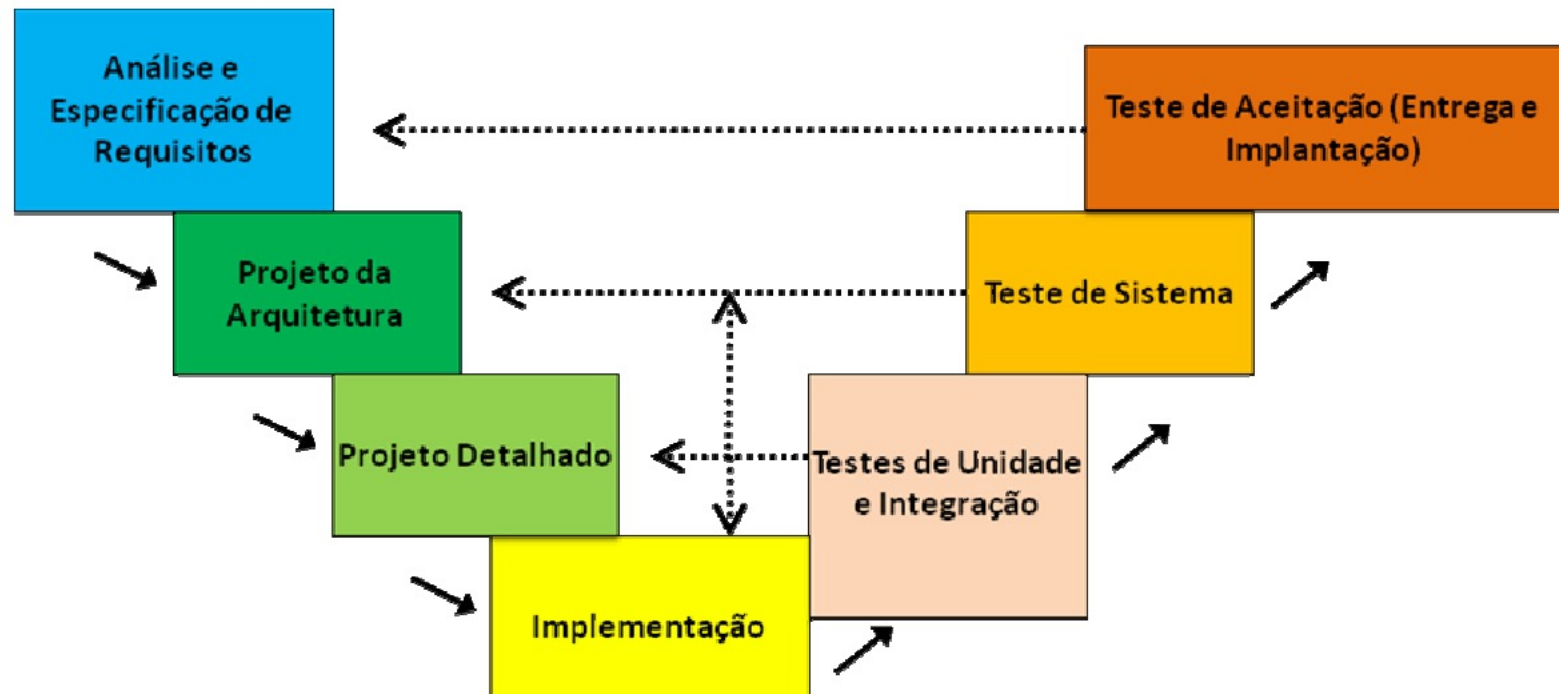 Análise e
Especificação de
Requisitos
Teste de Aceitação (Entrega e
Implantação)
Projeto da
Arquitetura
Teste de Sistema
Projeto Detalhado
Testes de Unidade
e Integração
Implementação